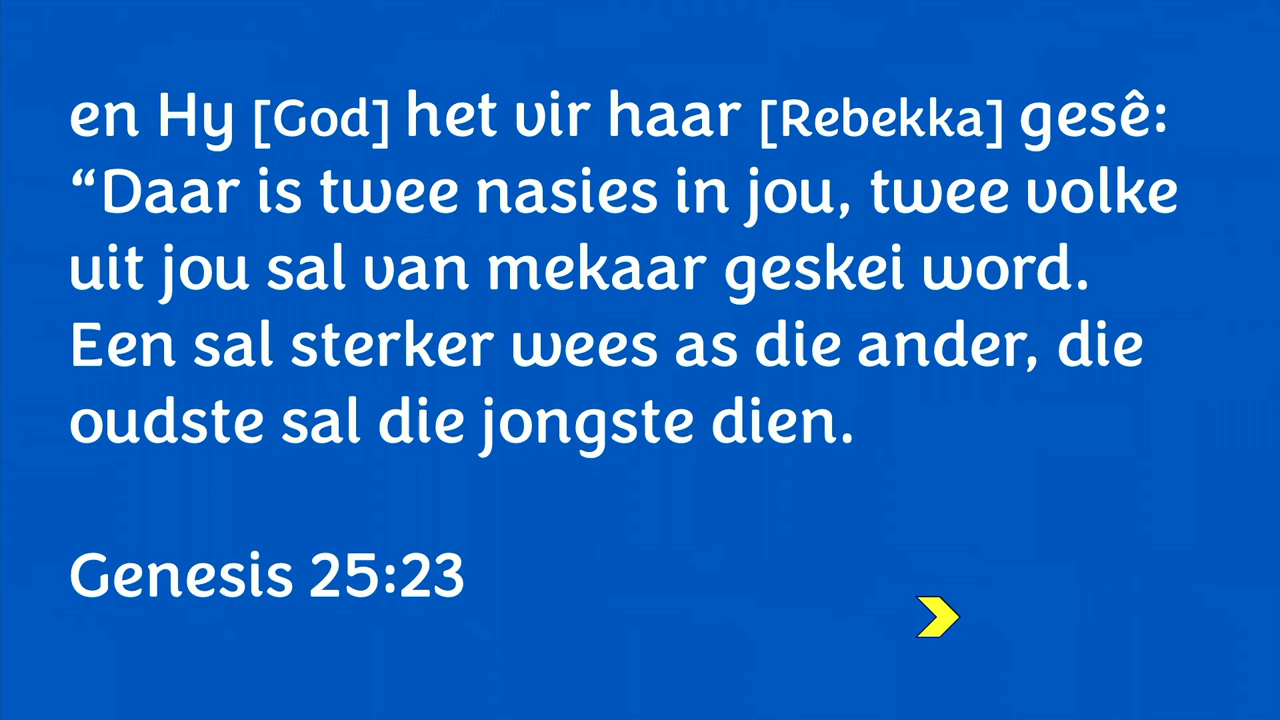 en Hy [God] het vir haar [Rebekka] gesê:
“Daar is twee nasies in jou, twee volke
uit jou sal van mekaar geskei word.
Een sal sterker wees as die ander, die
oudste sal die jongste dien.
Genesis 25:23